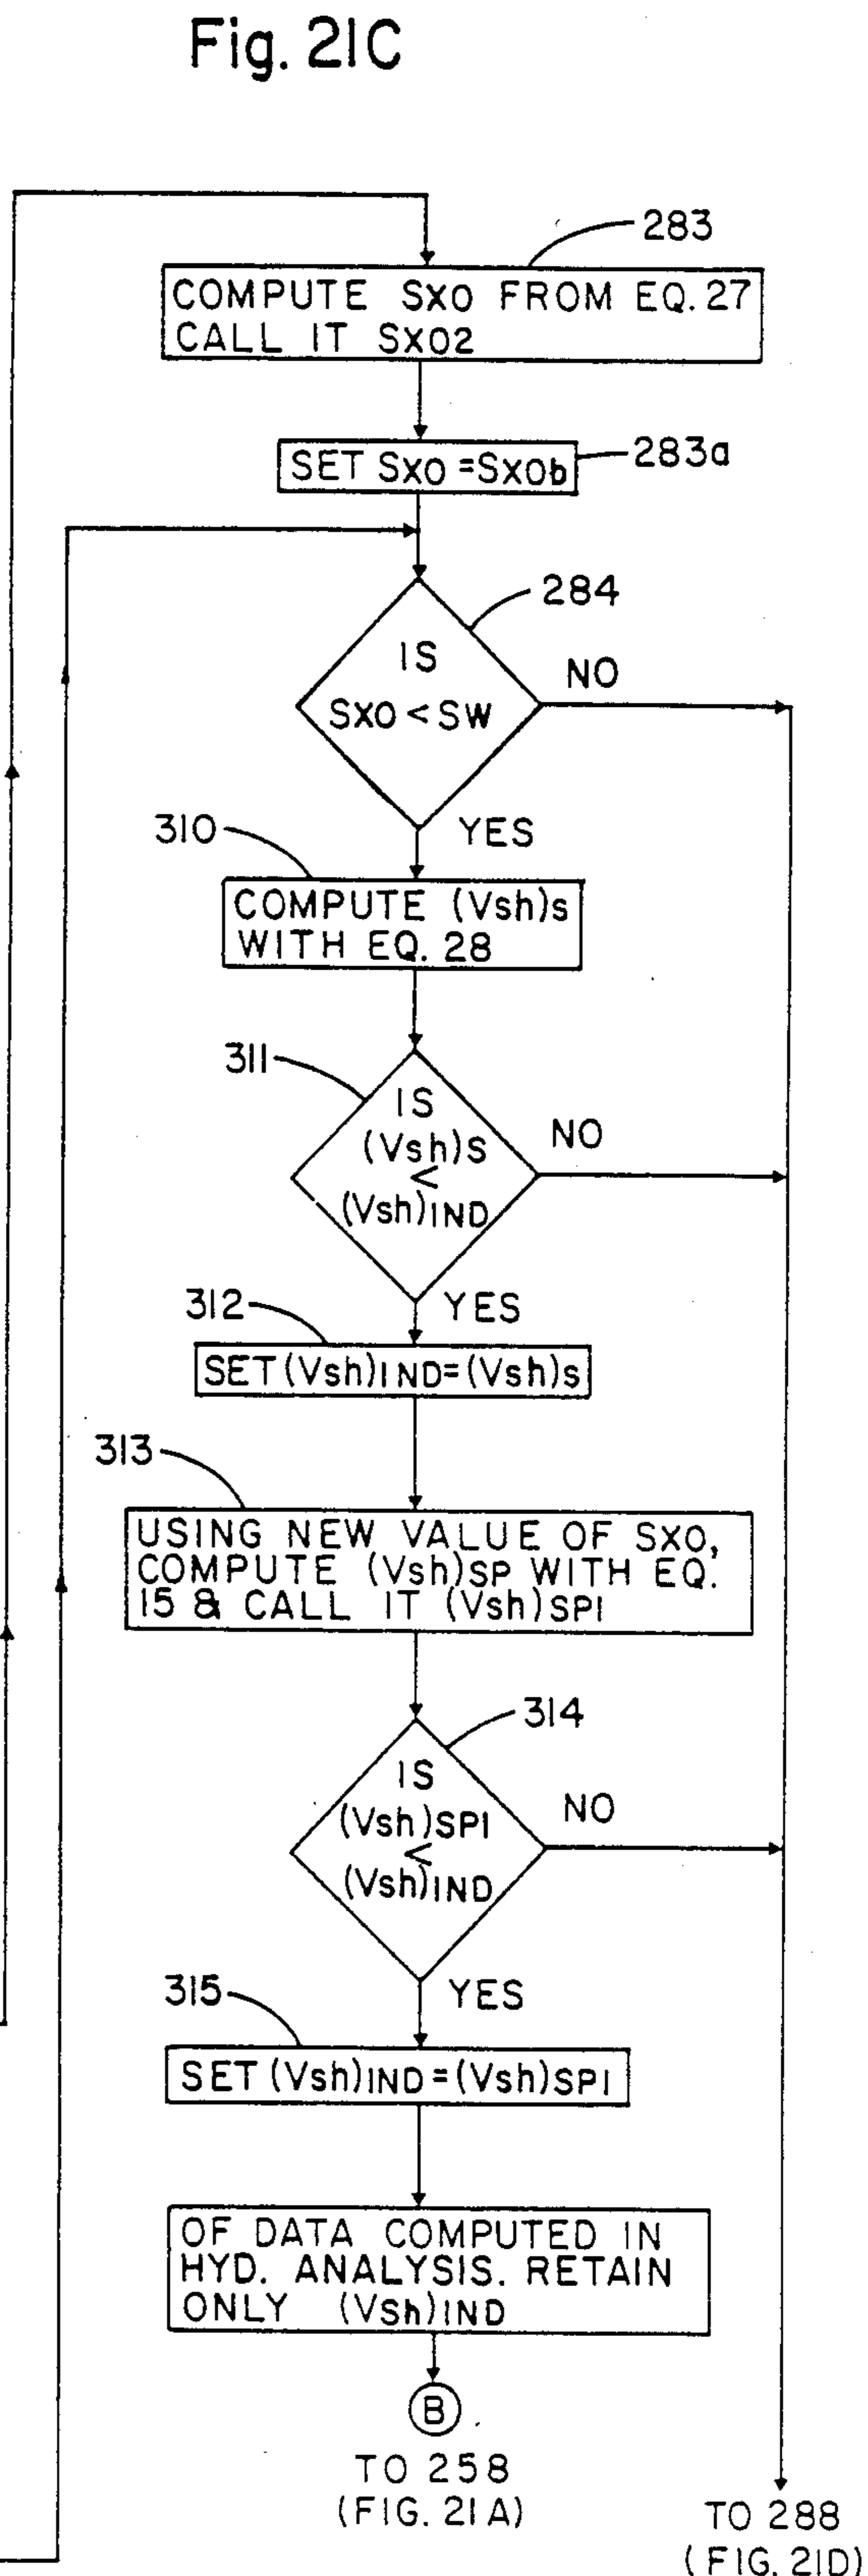 Fig. 21C
283
COMPUTE SXO FROM EQ. 27
CALL IT SXO2
SET SXO = SXOb
283a
284
IS
SXO < SW
NO
YES
310
COMPUTE (Vsh)S
WITH EQ. 28
311
IS
(Vsh)S
<
(Vsh)IND
NO
YES
312
SET (Vsh)IND = (Vsh)S
313
USING NEW VALUE OF SXO,
COMPUTE (Vsh)SP WITH EQ.
15 & CALL IT (Vsh)SP1
314
IS
(Vsh)SP1
<
(Vsh)IND
NO
YES
315
SET (Vsh)IND = (Vsh)SP1
OF DATA COMPUTED IN
HYD. ANALYSIS. RETAIN
ONLY (Vsh)IND
B
TO 258
(FIG. 21A)
TO 288
(FIG. 21D)